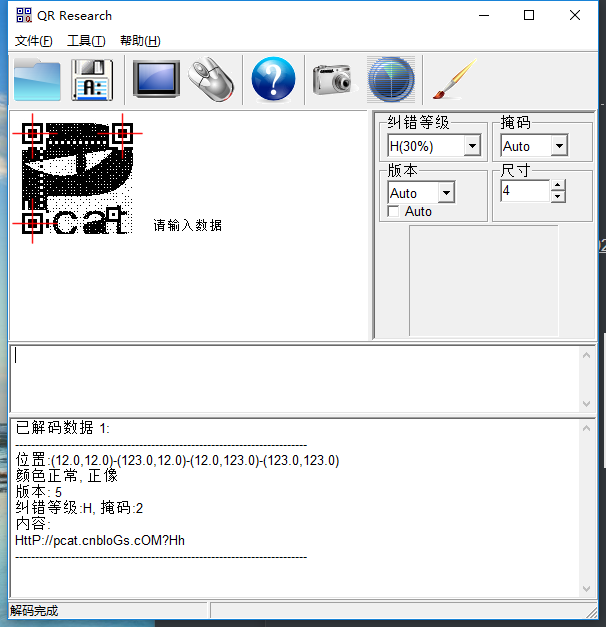 QR Research
文件(F) 工具(T) 帮助(H)
A:
?
纠错等级
H(30%)
掩码
Auto
版本
Auto
Auto
尺寸
4
cat
请输入数据
已解码数据 1:
--------------------------------------------------------------------------
位置:(12.0,12.0)-(123.0,12.0)-(12.0,123.0)-(123.0,123.0)
颜色正常, 正像
版本: 5
纠错等级:H, 掩码:2
内容:
HttP://pcat.cnbloGs.cOM?Hh
--------------------------------------------------------------------------
解码完成